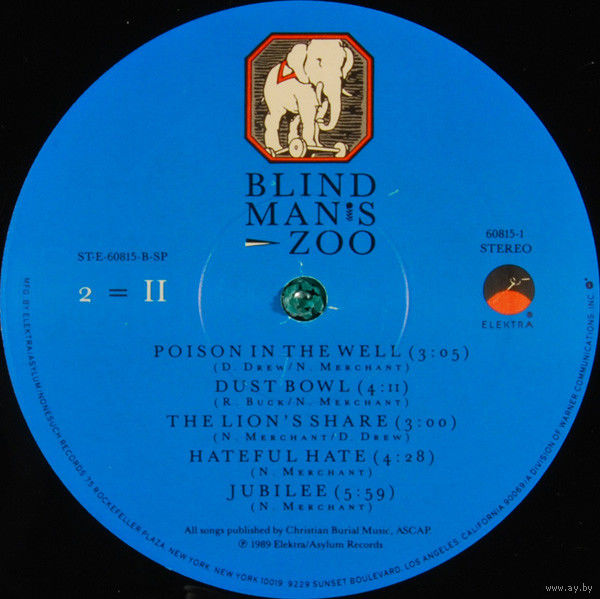 BLIND
MAN'S
ZOO
ST-E-60815-B-SP
2 = II
60815-1
STEREO
ELEKTRA
POISON IN THE WELL (3:05)
(D. DREW/N. MERCHANT)
DUST BOWL (4:11)
(R. BUCK/N. MERCHANT)
THE LION'S SHARE (3:00)
(N. MERCHANT/D. DREW)
HATEFUL HATE (4:28)
(N. MERCHANT)
JUBILEE (5:59)
(N. MERCHANT)
All songs published by Christian Burial Music, ASCAP.
℗ 1989 Elektra/Asylum Records
MFG. BY ELEKTRA/ASYLUM/NONESUCH RECORDS, 75 ROCKEFELLER PLAZA, NEW YORK, NEW YORK 10019. 9229 SUNSET BOULEVARD, LOS ANGELES, CALIFORNIA 90069/A DIVISION OF WARNER COMMUNICATIONS, INC.
www.ay.by